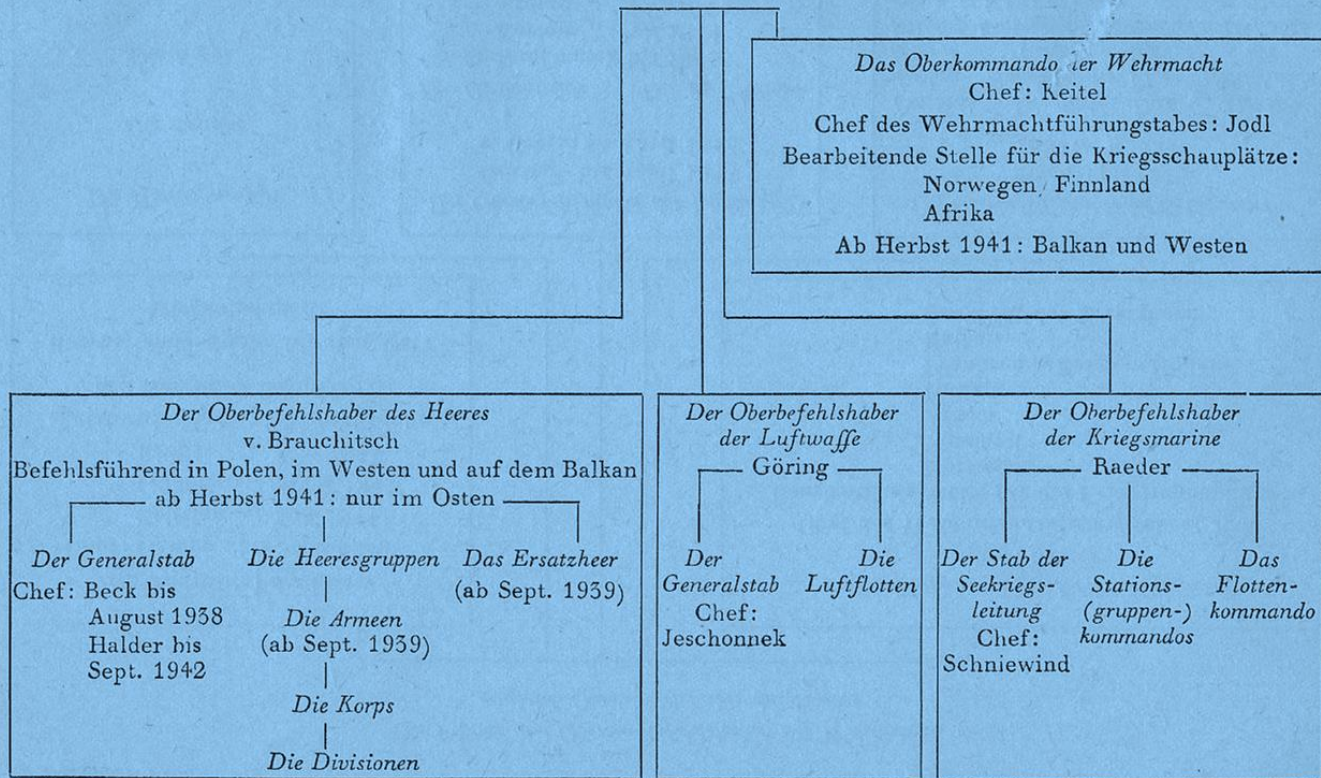 Das Oberkommando der Wehrmacht
Chef: Keitel
Chef des Wehrmachtführungstabes: Jodl
Bearbeitende Stelle für die Kriegsschauplätze:
Norwegen, Finnland
Afrika
Ab Herbst 1941: Balkan und Westen
Der Oberbefehlshaber des Heeres
v. Brauchitsch
Befehlsführend in Polen, im Westen und auf dem Balkan
ab Herbst 1941: nur im Osten
Der Generalstab
Chef: Beck bis
August 1938
Halder bis
Sept. 1942
Die Heeresgruppen
Die Armeen
(ab Sept. 1939)
Die Korps
Die Divisionen
Das Ersatzheer
(ab Sept. 1939)
Der Oberbefehlshaber
der Luftwaffe
Göring
Der
Generalstab
Chef:
Jeschonnek
Die
Luftflotten
Der Oberbefehlshaber
der Kriegsmarine
Raeder
Der Stab der
Seekriegs-
leitung
Chef:
Schniewind
Die
Stations-
(gruppen-)
kommandos
Das
Flotten-
kommando